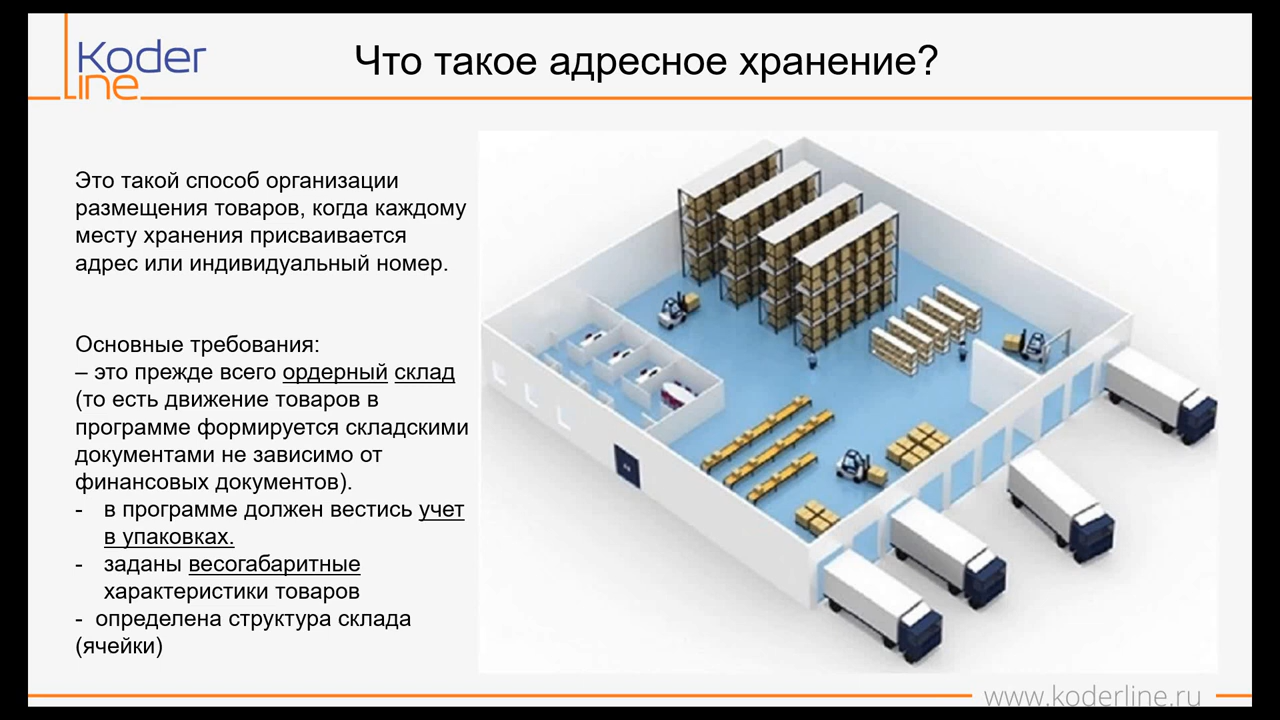 Koder
line
Что такое адресное хранение?
Это такой способ организации
размещения товаров, когда каждому
месту хранения присваивается
адрес или индивидуальный номер.
Основные требования:
– это прежде всего ордерный склад
(то есть движение товаров в
программе формируется складскими
документами не зависимо от
финансовых документов).
- в программе должен вестись учет
в упаковках.
- заданы весогабаритные
характеристики товаров
- определена структура склада
(ячейки)
www.koderline.ru